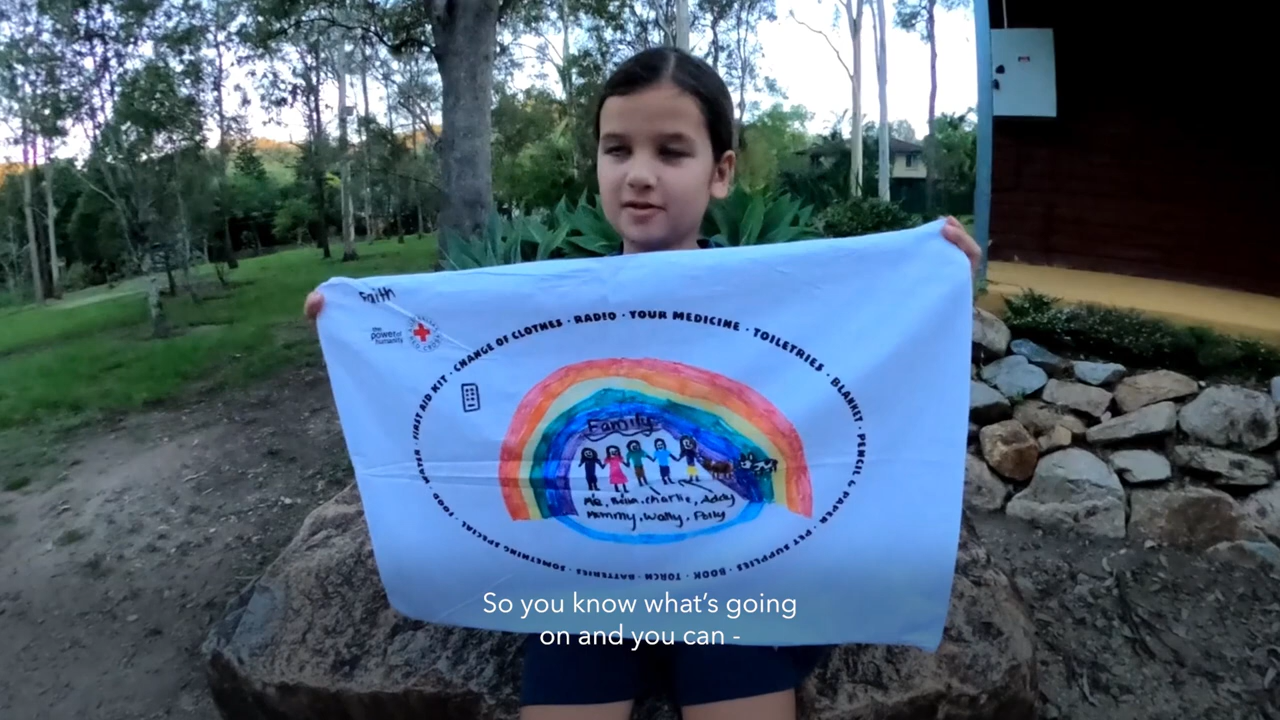 Faith
the
power of
humanity
FIRST AID KIT · CHANGE OF CLOTHES · RADIO · YOUR MEDICINE · TOILETRIES · BLANKET · PENCIL & PAPER · PET SUPPLIES · BOOK · TORCH · BATTERIES · SOMETHING SPECIAL · FOOD · WATER ·
Family
Me, Bella, Charlie, Addy
Mummy, Wally, Polly
So you know what's going
on and you can -